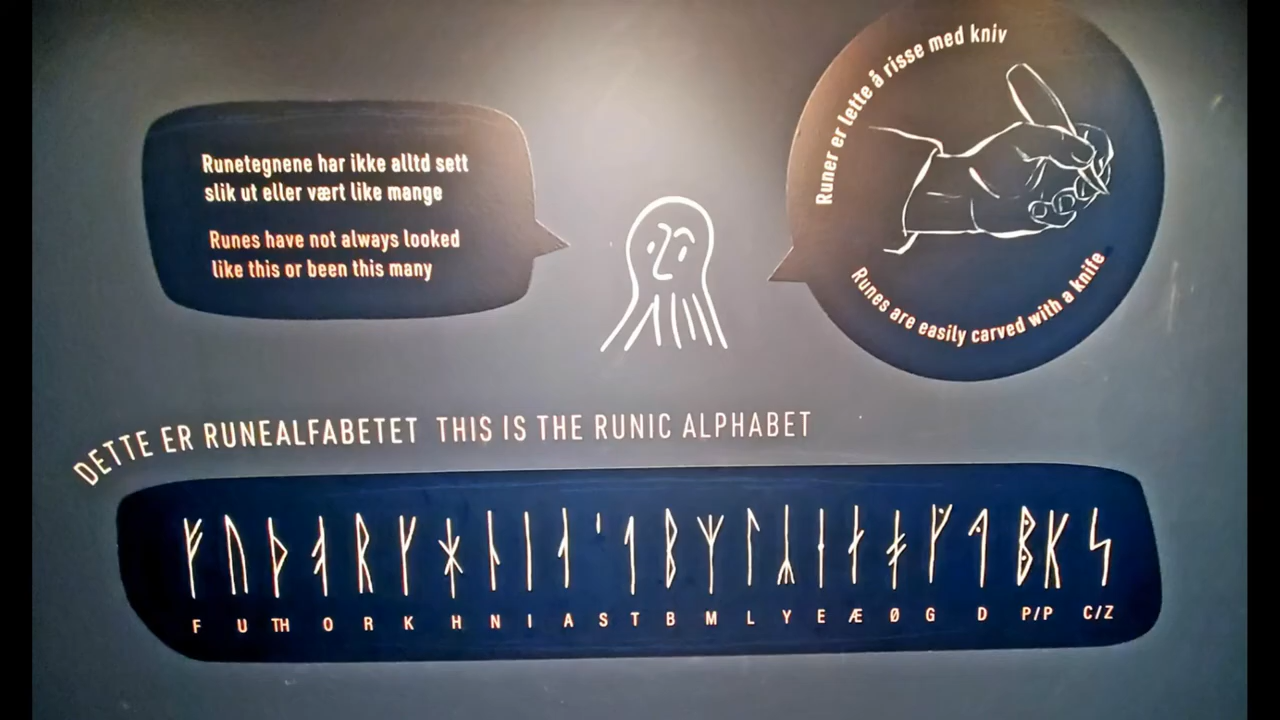 Runer er lette å risse med kniv
Runetegnene har ikke alltd sett
slik ut eller vært like mange
Runes have not always looked
like this or been this many
Runes are easily carved with a knife
DETTE ER RUNEALFABETET THIS IS THE RUNIC ALPHABET
ᚠ ᚢ ᚦ ᚬ ᚱ ᚴ ᚼ ᚿ ᛁ ᛆ ᛌ ᛐ ᛒ ᛘ ᛚ ᛦ ᛂ ᛅ ᚯ ᚵ ᛑ ᛔ K ᛋ
F U TH O R K H N I A S T B M L Y E Æ Ø G D P/P C/Z